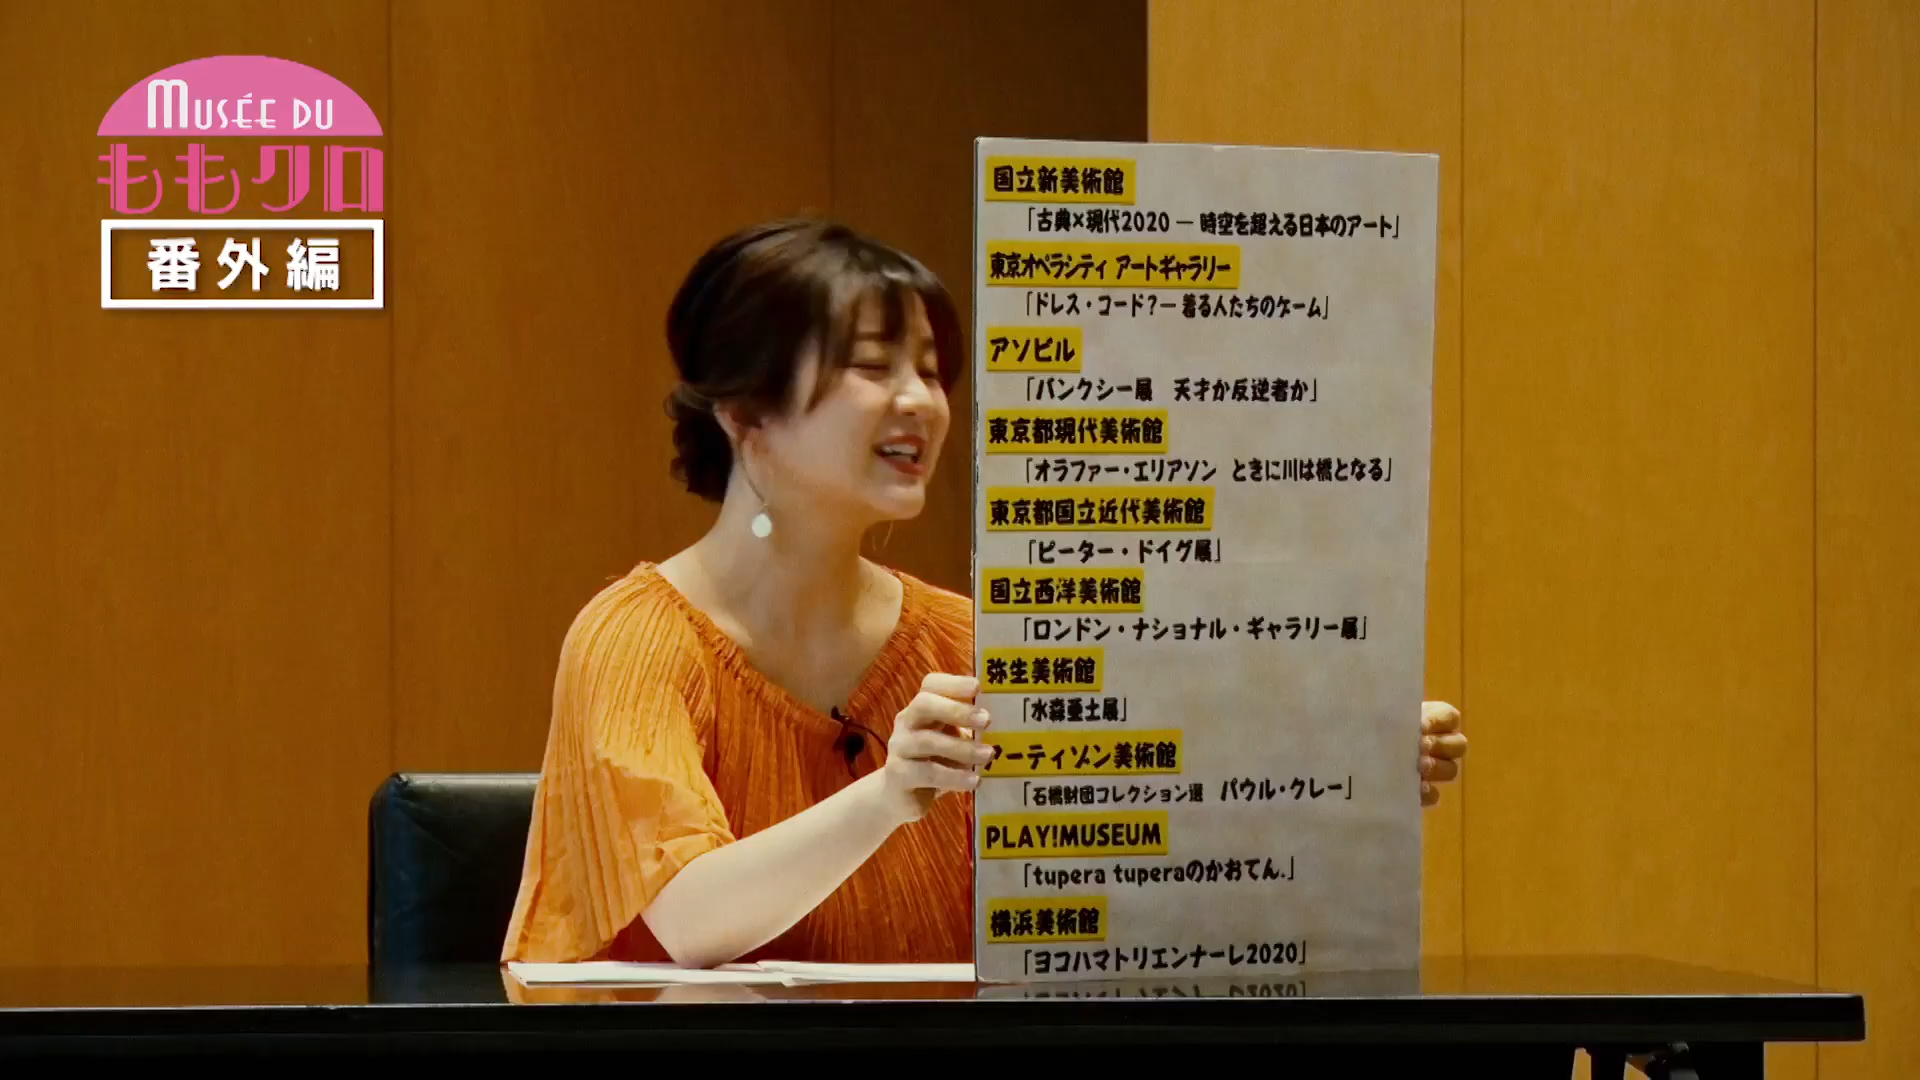 MUSÉE DU
ももクロ
番外編
国立新美術館
「古典×現代2020 ― 時空を超える日本のアート」
東京オペラシティ アートギャラリー
「ドレス・コード?― 着る人たちのゲーム」
アソビル
「バンクシー展 天才か反逆者か」
東京都現代美術館
「オラファー・エリアソン ときに川は橋となる」
東京都国立近代美術館
「ピーター・ドイグ展」
国立西洋美術館
「ロンドン・ナショナル・ギャラリー展」
弥生美術館
「水森亜土展」
アーティゾン美術館
「石橋財団コレクション選 パウル・クレー」
PLAY!MUSEUM
「tupera tuperaのかおてん.」
横浜美術館
「ヨコハマトリエンナーレ2020」